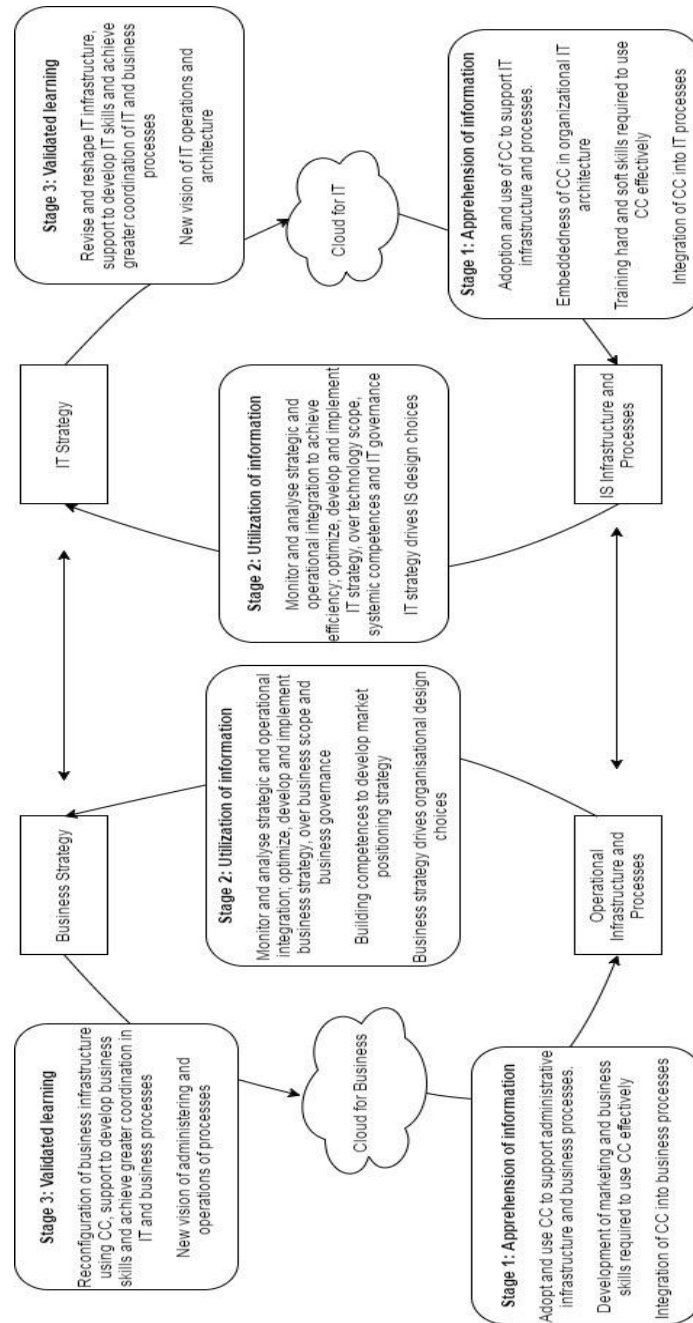 Stage 3: Validated learning
Reconfiguration of business infrastructure
using CC, support to develop business
skills and achieve greater coordination in
IT and business processes
New vision of administering and
operations of processes
Business Strategy
IT Strategy
Stage 3: Validated learning
Revise and reshape IT infrastructure,
support to develop IT skills and achieve
greater coordination of IT and business
processes
New vision of IT operations and
architecture
Cloud for Business
Stage 2: Utilization of information
Monitor and analyse strategic and operational
integration; optimize, develop and implement
business strategy, over business scope and
business governance
Building competences to develop market
positioning strategy
Business strategy drives organisational design
choices
Stage 2: Utilization of information
Monitor and analyse strategic and
operational integration to achieve
efficiency; optimize, develop and implement
IT strategy, over technology scope,
systemic competences and IT governance
IT strategy drives IS design choices
Cloud for IT
Stage 1: Apprehension of information
Adopt and use CC to support administrative
infrastructure and business processes.
Development of marketing and business
skills required to use CC effectively
Integration of CC into business processes
Operational
Infrastructure and
Processes
IS Infrastructure and
Processes
Stage 1: Apprehension of information
Adoption and use of CC to support IT
infrastructure and processes.
Embeddedness of CC in organizational IT
architecture
Training hard and soft skills required to use
CC effectively
Integration of CC into IT processes